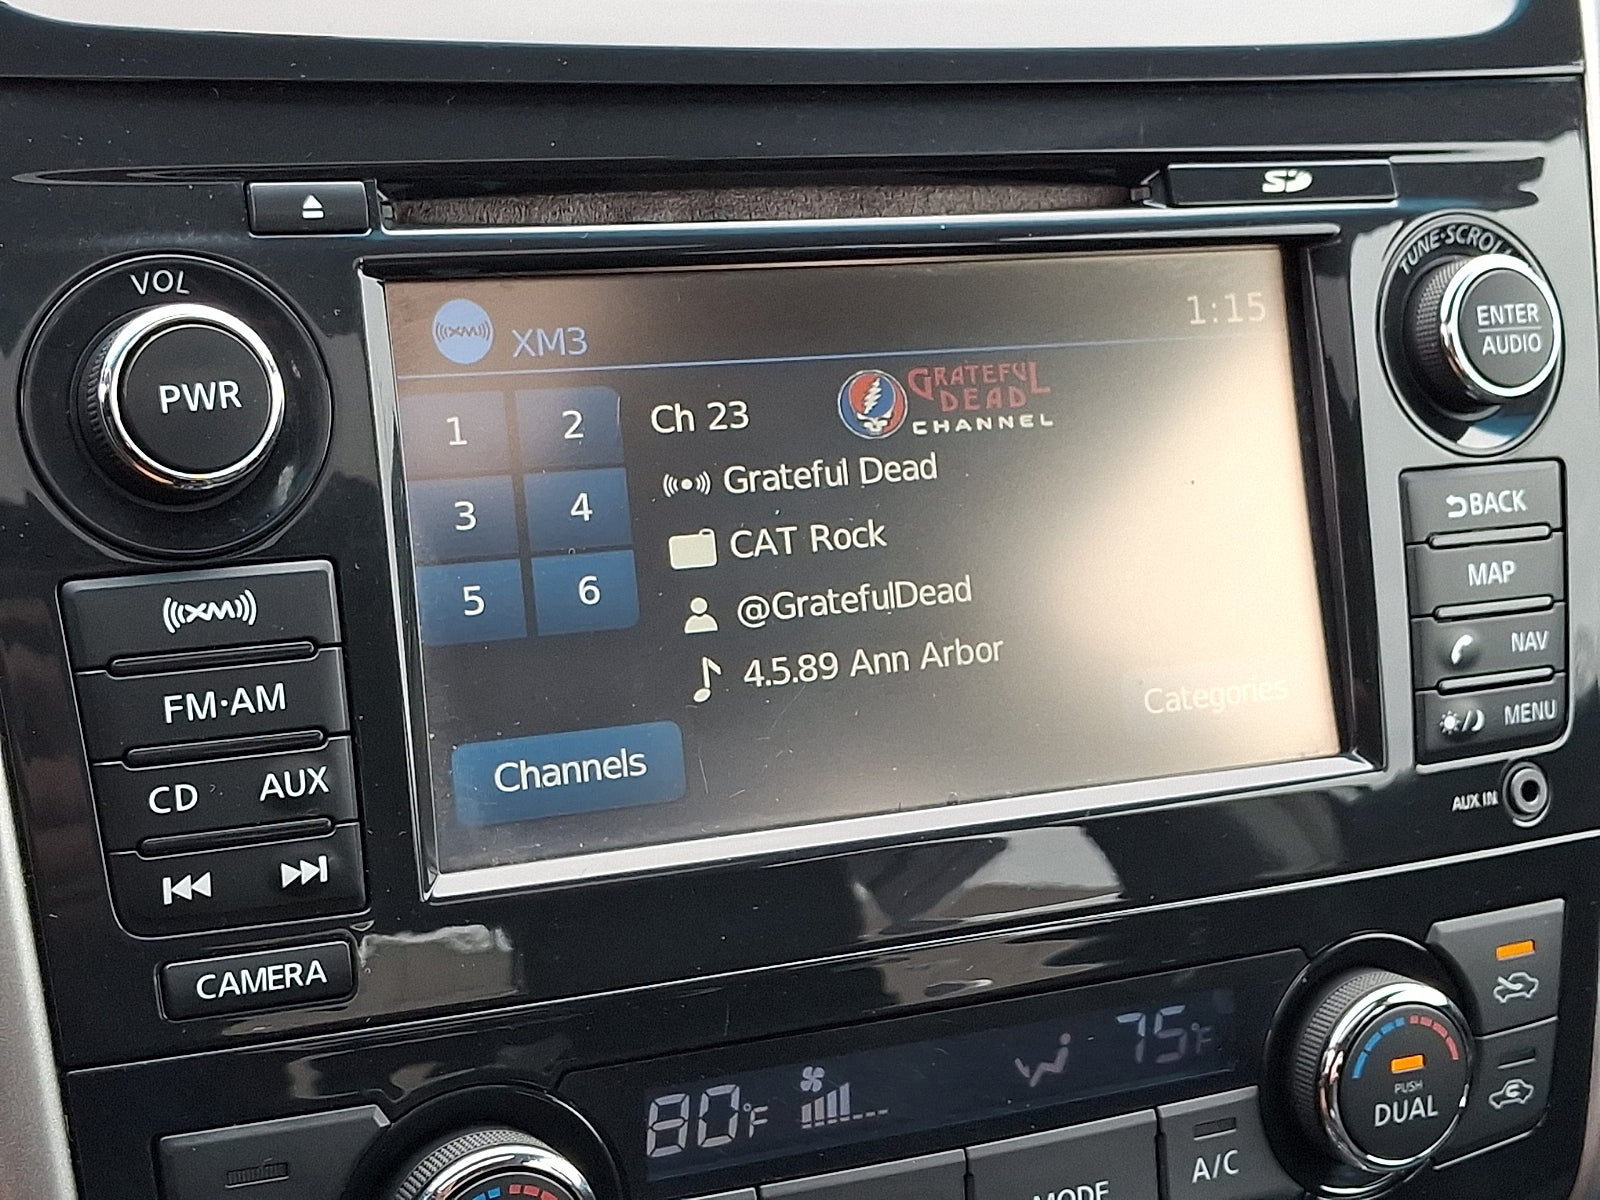 SD
VOL
PWR
TUNE·SCROLL
ENTER
AUDIO
XM
XM3
1:15
1
2
3
4
5
6
Ch 23
GRATEFUL
DEAD
CHANNEL
Grateful Dead
CAT Rock
@GratefulDead
4.5.89 Ann Arbor
Categories
Channels
XM
FM·AM
CD AUX
CAMERA
BACK
MAP
NAV
MENU
AUX IN
80°F
75°F
PUSH
DUAL
A/C
MODE